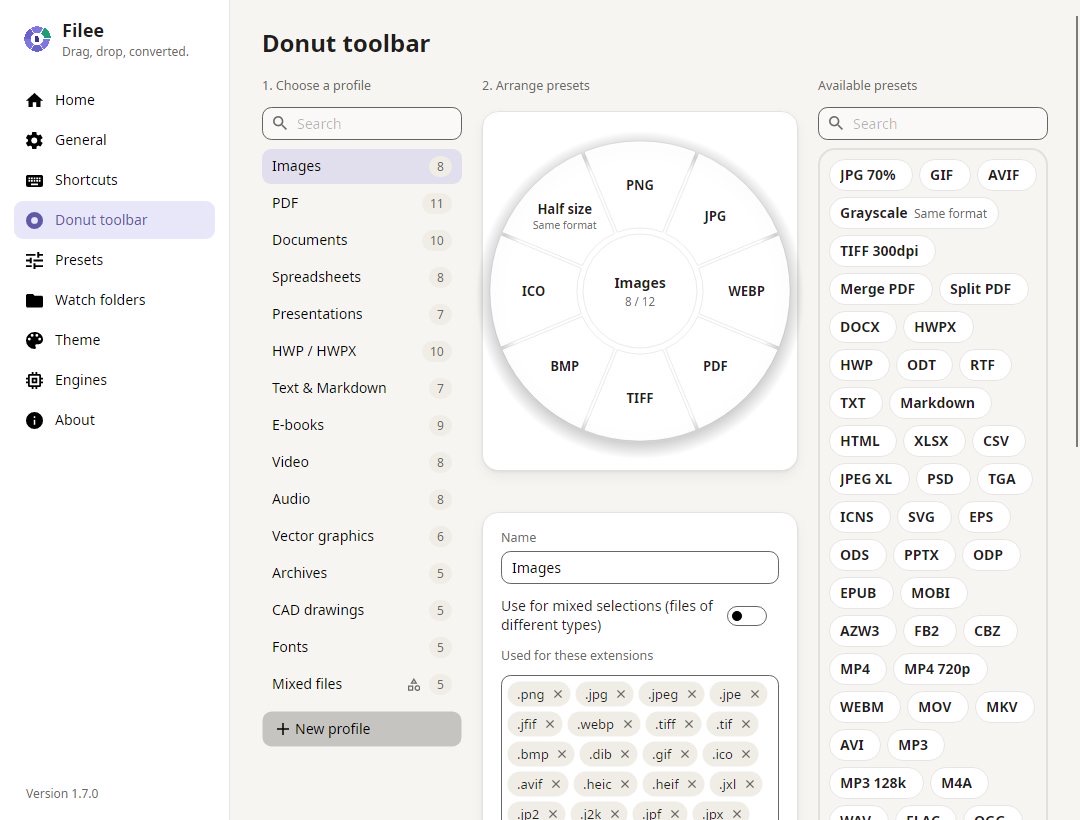 Filee
Drag, drop, converted.
Home
General
Shortcuts
Donut toolbar
Presets
Watch folders
Theme
Engines
About
Version 1.7.0
Donut toolbar
1. Choose a profile
Search
Images 8
PDF 11
Documents 10
Spreadsheets 8
Presentations 7
HWP / HWPX 10
Text & Markdown 7
E-books 9
Video 8
Audio 8
Vector graphics 6
Archives 5
CAD drawings 5
Fonts 5
Mixed files 5
+ New profile
2. Arrange presets
PNG
JPG
WEBP
PDF
TIFF
BMP
ICO
Half size
Same format
Images
8 / 12
Name
Images
Use for mixed selections (files of
different types)
Used for these extensions
.png × .jpg × .jpeg × .jpe ×
.jfif × .webp × .tiff × .tif ×
.bmp × .dib × .gif × .ico ×
.avif × .heic × .heif × .jxl ×
.jp2 × .j2k × .jpf × .jpx ×
Available presets
Search
JPG 70% GIF AVIF
Grayscale Same format
TIFF 300dpi
Merge PDF Split PDF
DOCX HWPX
HWP ODT RTF
TXT Markdown
HTML XLSX CSV
JPEG XL PSD TGA
ICNS SVG EPS
ODS PPTX ODP
EPUB MOBI
AZW3 FB2 CBZ
MP4 MP4 720p
WEBM MOV MKV
AVI MP3
MP3 128k M4A
WAV FLAC OGG